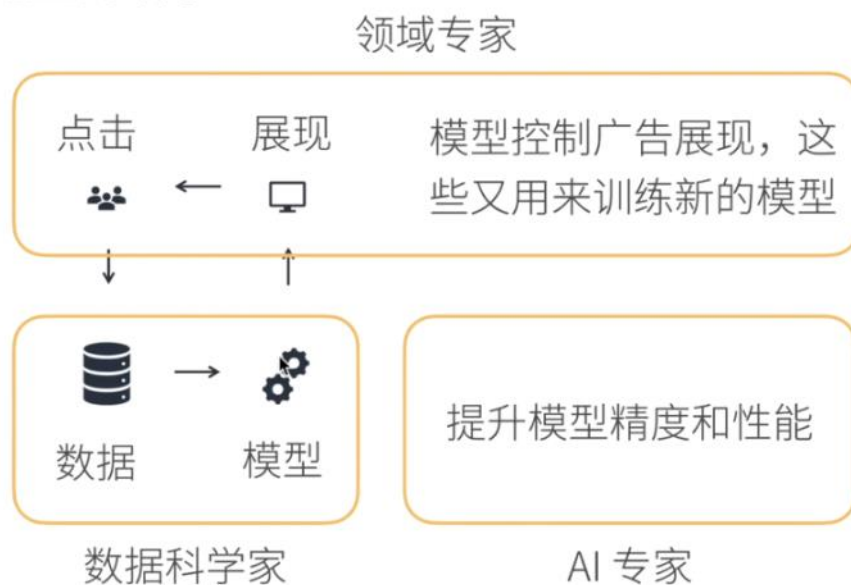 领域专家
点击 展现
模型控制广告展现，这
些又用来训练新的模型
数据 模型
提升模型精度和性能
数据科学家
AI 专家